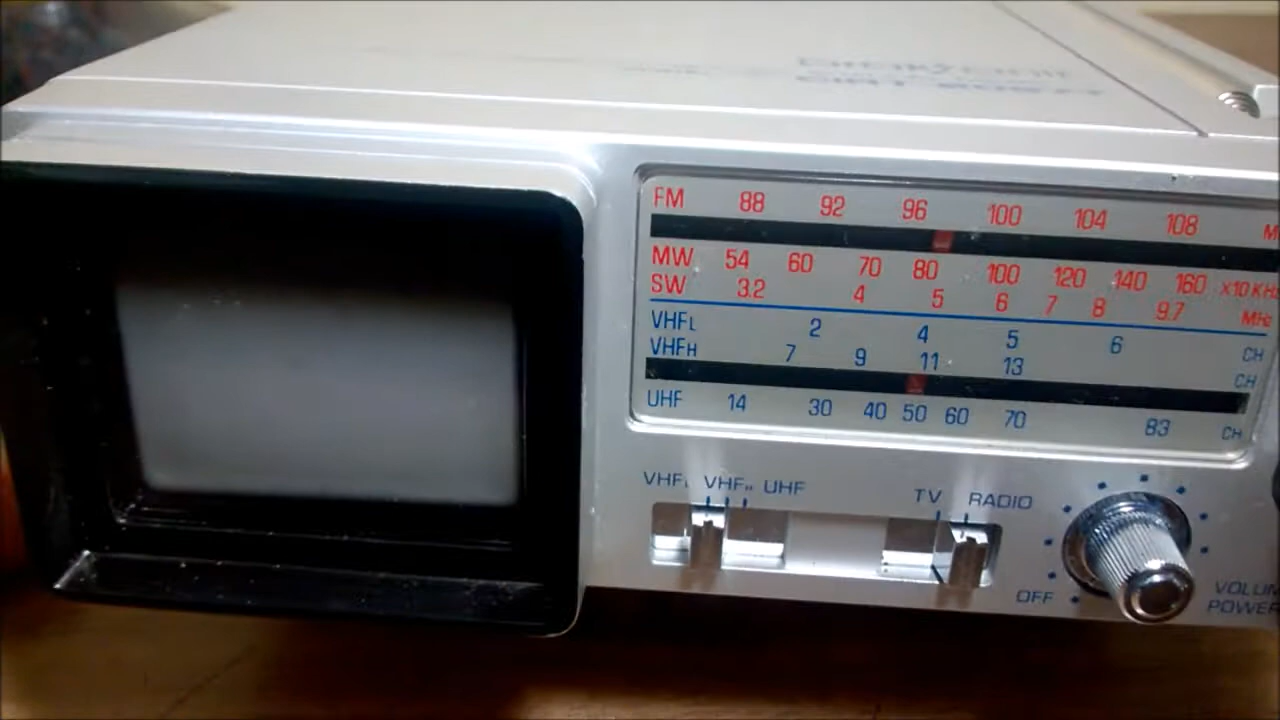 FM 88 92 96 100 104 108 M
MW 54 60 70 80 100 120 140 160 X10 KHz
SW 3.2 4 5 6 7 8 9.7 MHz
VHFL 2 4 5 6 CH
VHFH 7 9 11 13 CH
UHF 14 30 40 50 60 70 83 CH
VHFL VHFH UHF TV RADIO
OFF
VOLUM
POWER